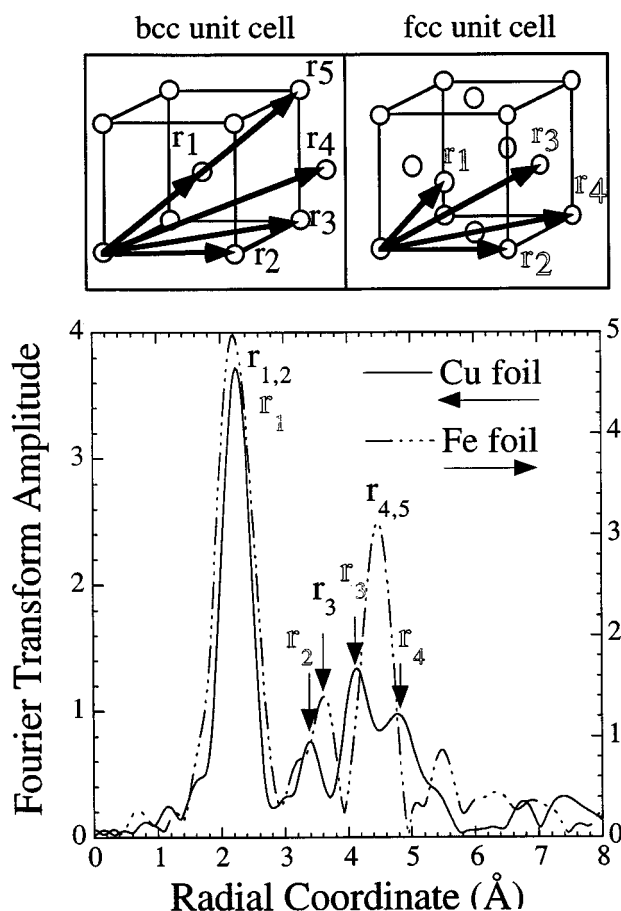 bcc unit cell
fcc unit cell
r5
r1
r4
r3
r2
r1
r3
r4
r2
4
3
2
1
0
5
4
3
2
1
0
Cu foil
Fe foil
r1,2
r1
r4,5
r3
r3
r2
r4
0 1 2 3 4 5 6 7 8
Fourier Transform Amplitude
Radial Coordinate (Å)